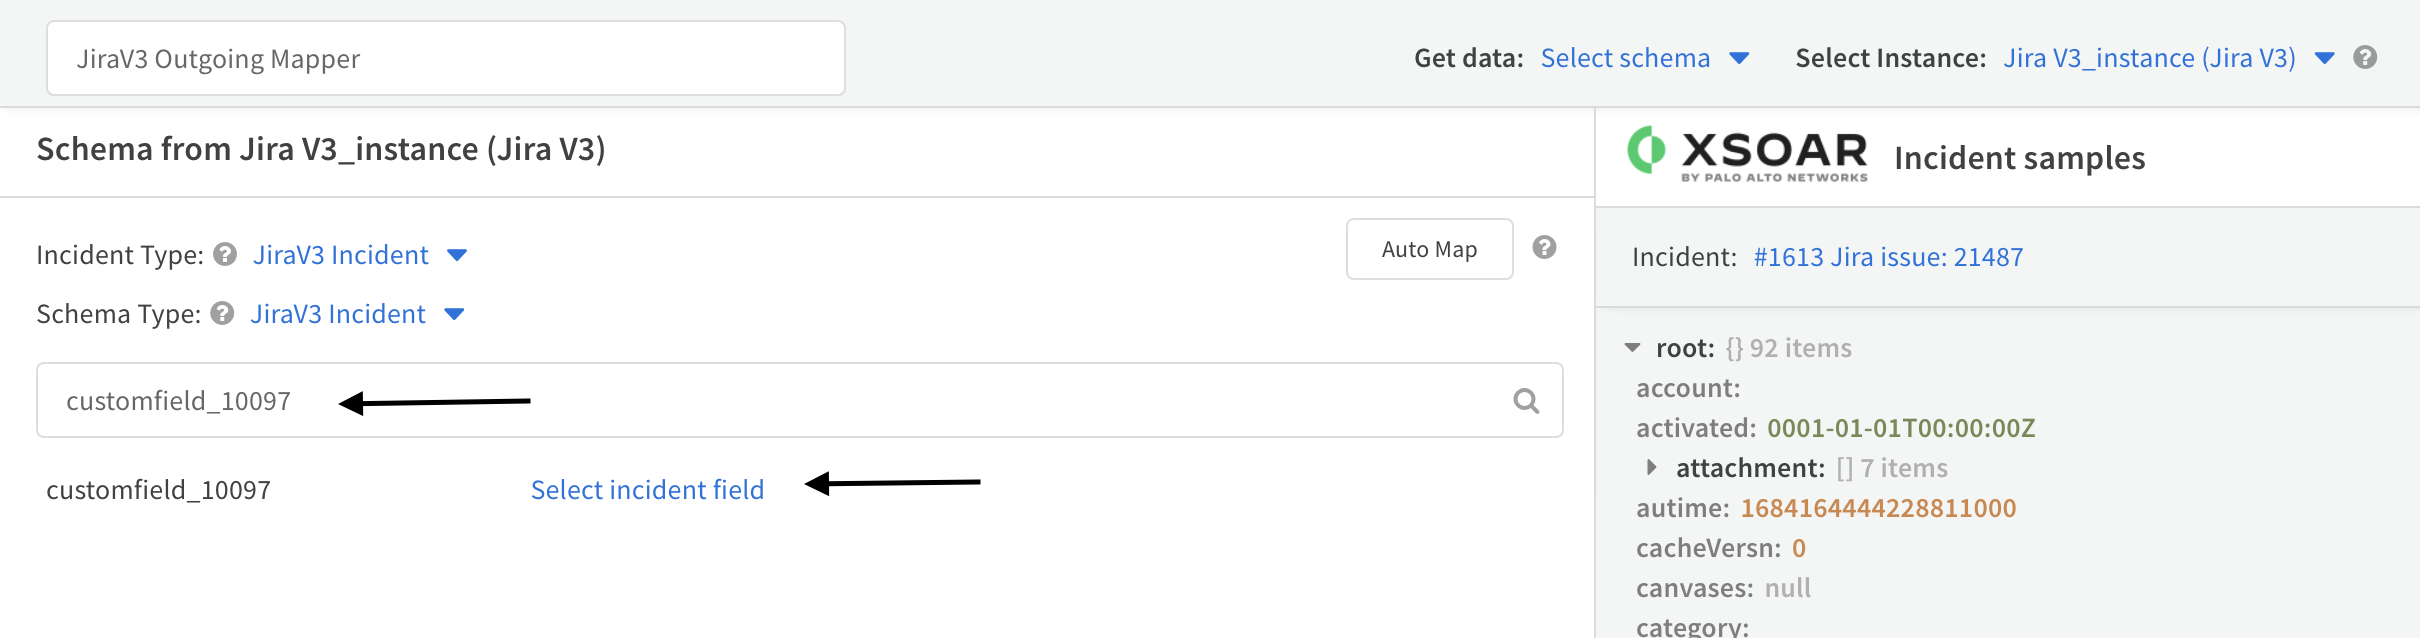 JiraV3 Outgoing Mapper
Get data: Select schema
Select Instance: Jira V3_instance (Jira V3) ?
Schema from Jira V3_instance (Jira V3)
Incident Type: ? JiraV3 Incident
Auto Map ?
Schema Type: ? JiraV3 Incident
customfield_10097
customfield_10097 Select incident field
XSOAR
BY PALO ALTO NETWORKS
Incident samples
Incident: #1613 Jira issue: 21487
root: {} 92 items
account:
activated: 0001-01-01T00:00:00Z
attachment: [] 7 items
autime: 1684164444228811000
cacheVersn: 0
canvases: null
category: